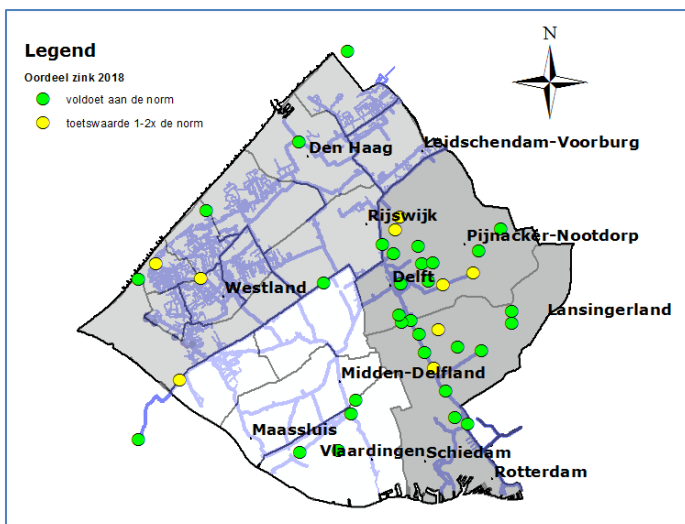 Legend
Oordeel zink 2018
voldoet aan de norm
toetswaarde 1-2x de norm
N
Den Haag
Leidschendam-Voorburg
Rijswijk
Pijnacker-Nootdorp
Delft
Westland
Lansingerland
Midden-Delfland
Maassluis
Vlaardingen
Schiedam
Rotterdam